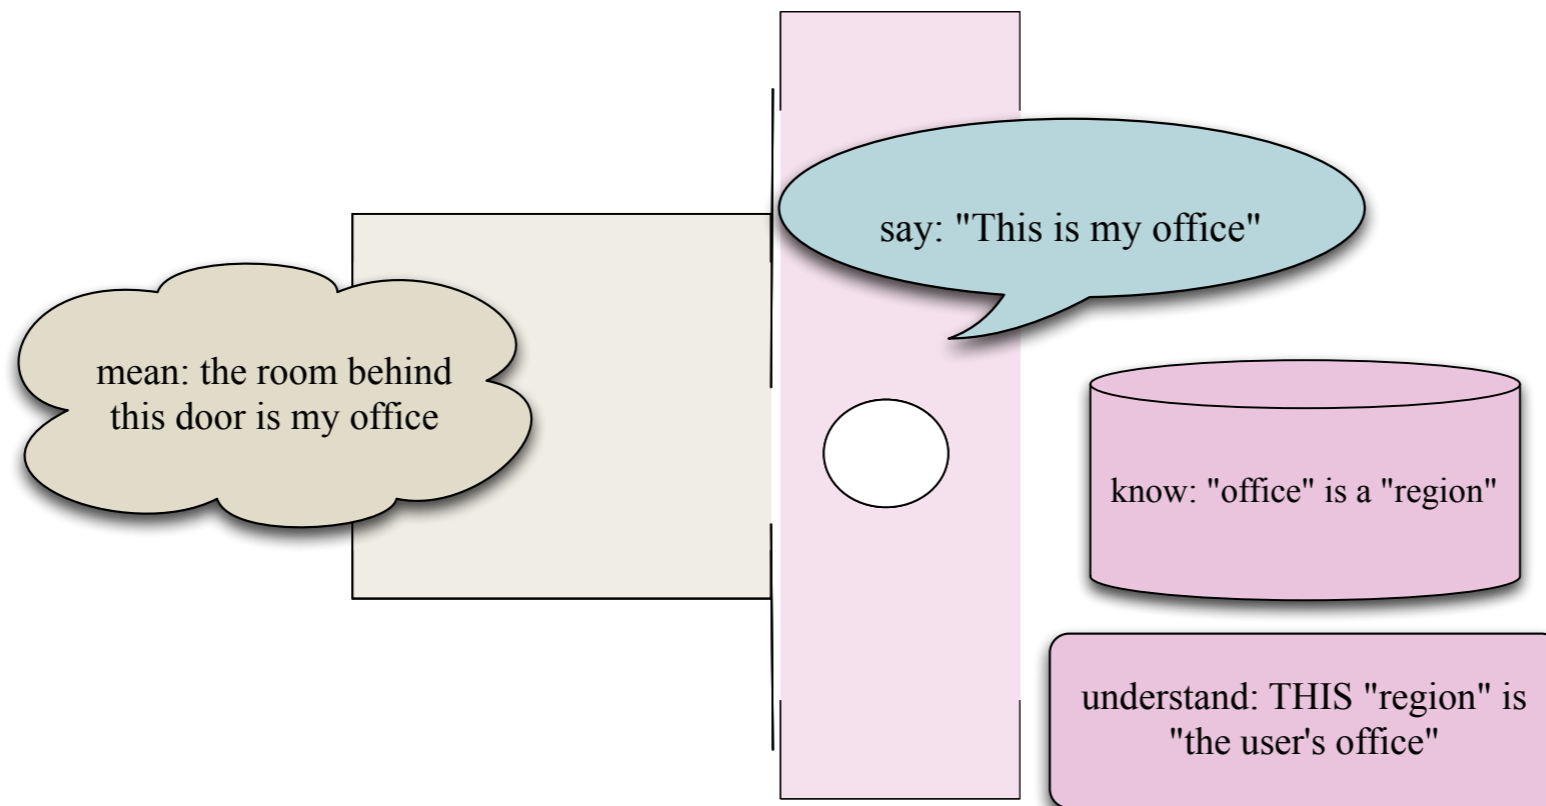 say: "This is my office"
mean: the room behind
this door is my office
know: "office" is a "region"
understand: THIS "region" is
"the user's office"